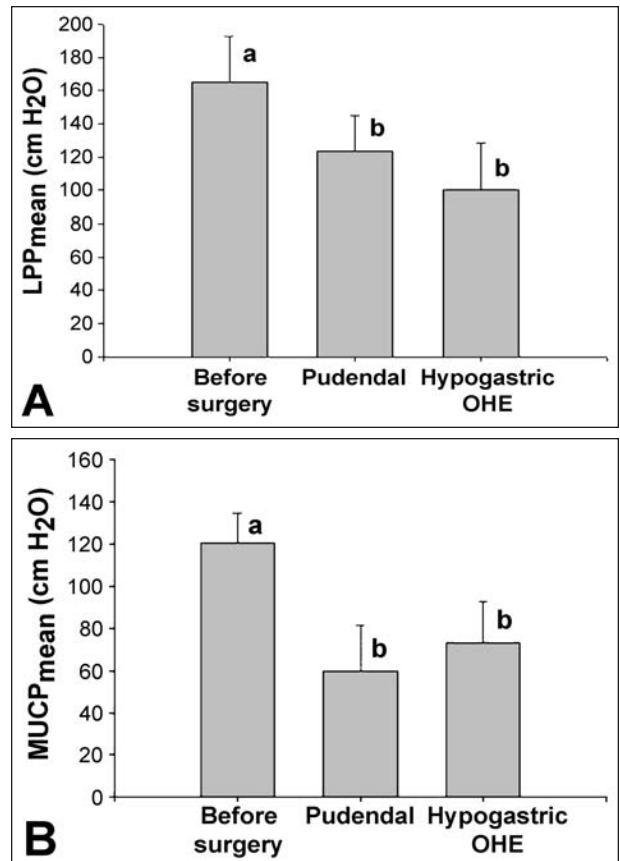 LPPmean (cm H2O)
200
180
160
140
120
100
80
60
40
20
0
a
b
b
Before
surgery
Pudendal
Hypogastric
OHE
A
MUCPmean (cm H2O)
160
140
120
100
80
60
40
20
0
a
b
b
Before
surgery
Pudendal
Hypogastric
OHE
B